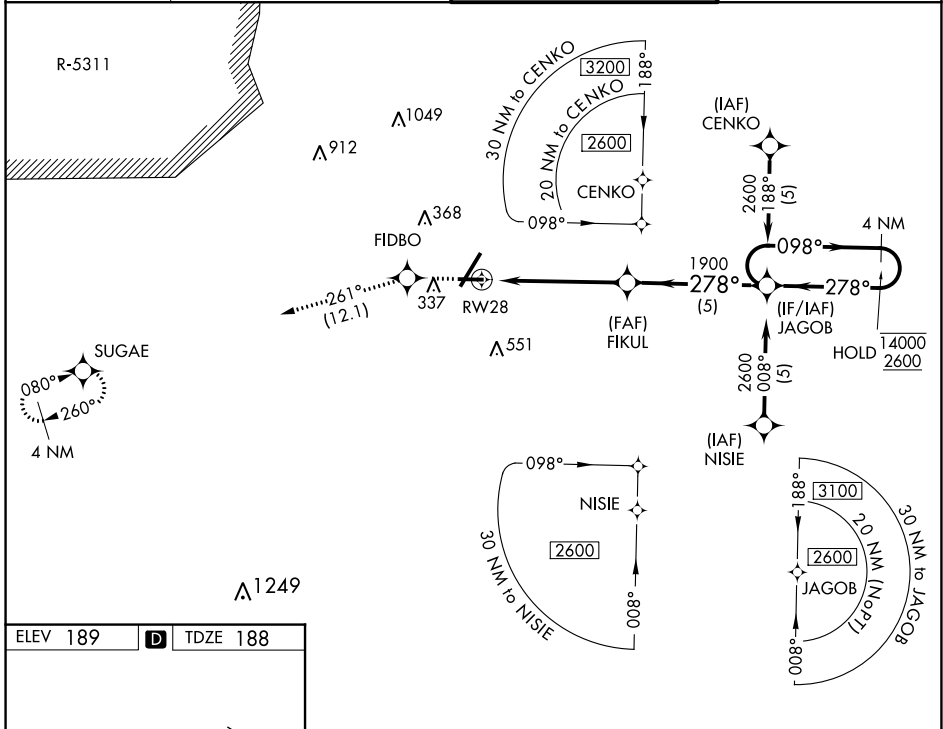 R-5311
1049
912
368
FIDBO
337
RW28
261°
(12.1)
551
SUGAE
080°
260°
4 NM
1249
30 NM to CENKO
3200
188°
20 NM to CENKO
2600
CENKO
098°
(IAF)
CENKO
2600
188°
(5)
4 NM
098°
1900
278°
(5)
278°
(FAF)
FIKUL
(IF/IAF)
JAGOB
HOLD
14000
2600
2600
008°
(5)
(IAF)
NISIE
098°
NISIE
2600
30 NM to NISIE
008°
188°
3100
2600
JAGOB
20 NM (NoPT)
30 NM to JAGOB
008°
ELEV 189
D
TDZE 188